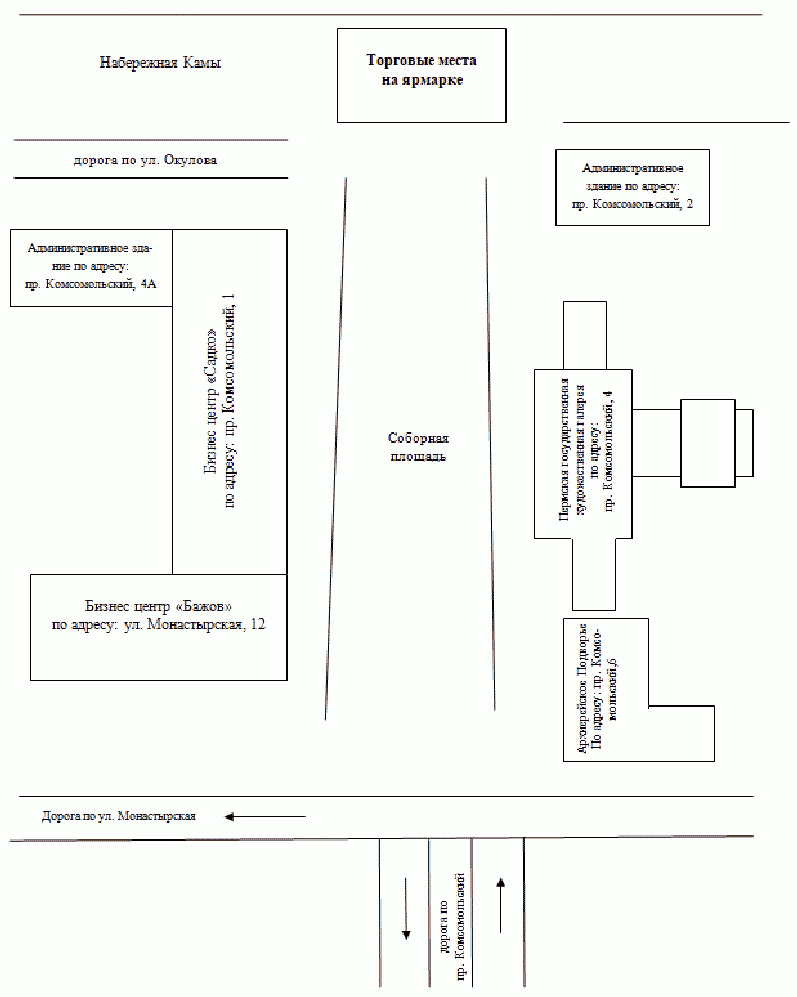 Набережная Камы
Торговые места
на ярмарке
дорога по ул. Окулова
Административное
здание по адресу:
пр. Комсомольский, 2
Административное зда-
ние по адресу:
пр. Комсомольский, 4А
Бизнес центр «Садко»
по адресу: пр. Комсомольский, 1
Соборная
площадь
Пермская государственная
художественная галерея
по адресу:
пр. Комсомольский, 4
Бизнес центр «Бажов»
по адресу: ул. Монастырская, 12
Архиерейское Подворье
По адресу: пр. Комсо-
мольский,6
Дорога по ул. Монастырская
дорога по
пр. Комсомольский